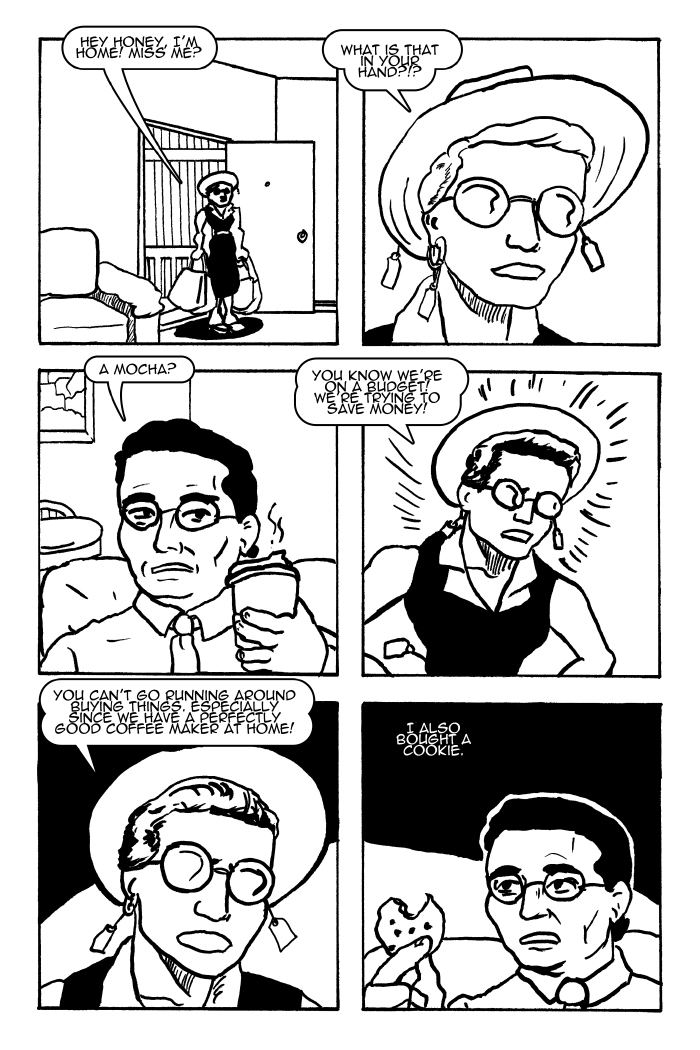 HEY HONEY, I'M
HOME! MISS ME?
WHAT IS THAT
IN YOUR
HAND?!?
A MOCHA?
YOU KNOW WE'RE
ON A BUDGET!
WE'RE TRYING TO
SAVE MONEY!
YOU CAN'T GO RUNNING AROUND
BUYING THINGS, ESPECIALLY
SINCE WE HAVE A PERFECTLY
GOOD COFFEE MAKER AT HOME!
I ALSO
BOUGHT A
COOKIE.